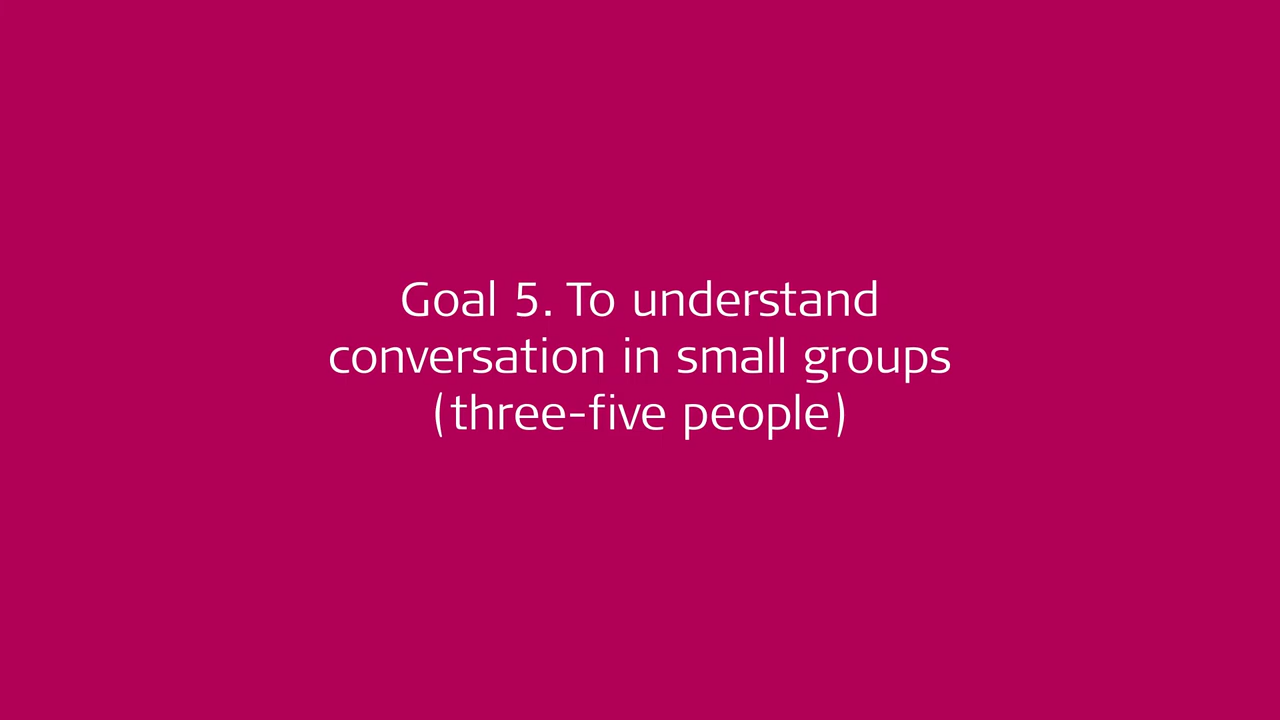 Goal 5. To understand
conversation in small groups
(three-five people)